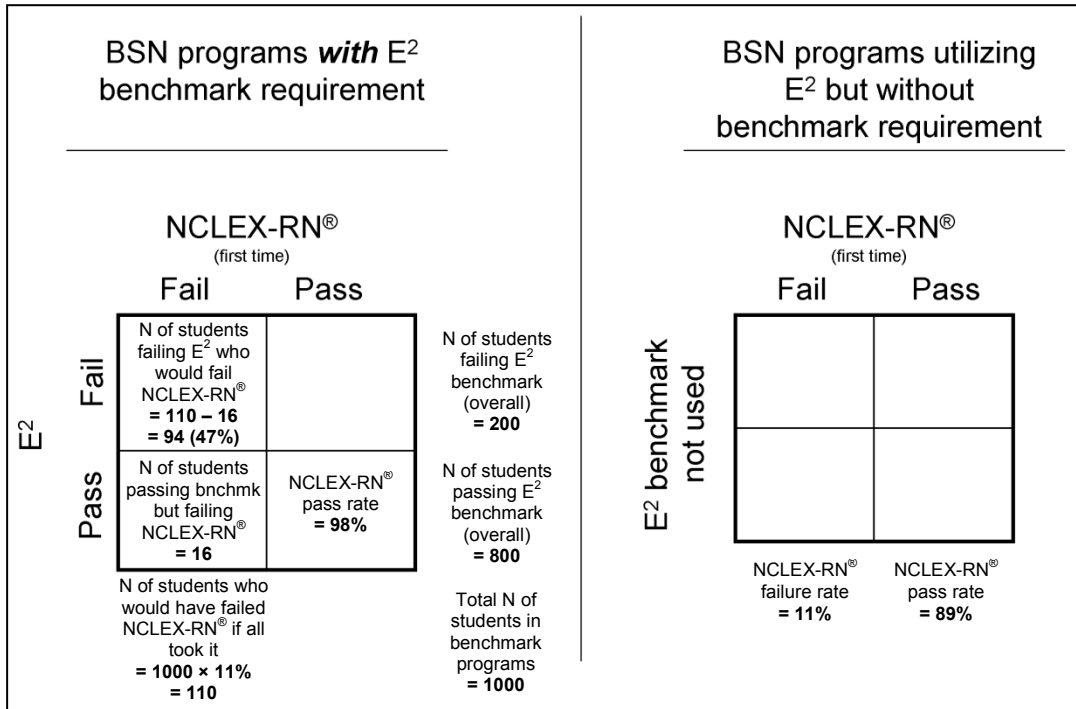 BSN programs with E²
benchmark requirement
NCLEX-RN®
(first time)
Fail Pass
E²
Fail
N of students
failing E² who
would fail
NCLEX-RN®
= 110 – 16
= 94 (47%)
N of students
failing E²
benchmark
(overall)
= 200
Pass
N of students
passing bnchmk
but failing
NCLEX-RN®
= 16
NCLEX-RN®
pass rate
= 98%
N of students
passing E²
benchmark
(overall)
= 800
N of students who
would have failed
NCLEX-RN® if all
took it
= 1000 × 11%
= 110
Total N of
students in
benchmark
programs
= 1000
BSN programs utilizing
E² but without
benchmark requirement
NCLEX-RN®
(first time)
Fail Pass
E² benchmark
not used
NCLEX-RN®
failure rate
= 11%
NCLEX-RN®
pass rate
= 89%